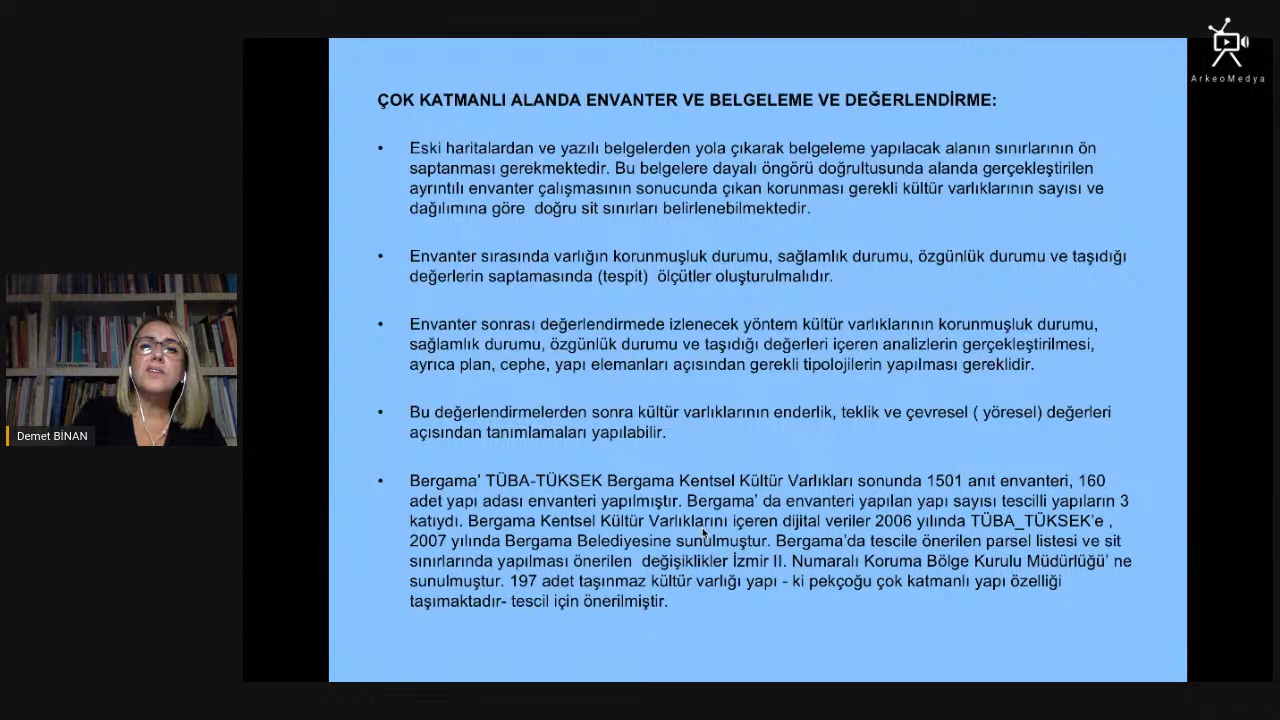 ArkeoMedya
ÇOK KATMANLI ALANDA ENVANTER VE BELGELEME VE DEĞERLENDİRME:
• Eski haritalardan ve yazılı belgelerden yola çıkarak belgeleme yapılacak alanın sınırlarının ön
saptanması gerekmektedir. Bu belgelere dayalı öngörü doğrultusunda alanda gerçekleştirilen
ayrıntılı envanter çalışmasının sonucunda çıkan korunması gerekli kültür varlıklarının sayısı ve
dağılımına göre  doğru sit sınırları belirlenebilmektedir.
• Envanter sırasında varlığın korunmuşluk durumu, sağlamlık durumu, özgünlük durumu ve taşıdığı
değerlerin saptamasında (tespit)  ölçütler oluşturulmalıdır.
• Envanter sonrası değerlendirmede izlenecek yöntem kültür varlıklarının korunmuşluk durumu,
sağlamlık durumu, özgünlük durumu ve taşıdığı değerleri içeren analizlerin gerçekleştirilmesi,
ayrıca plan, cephe, yapı elemanları açısından gerekli tipolojilerin yapılması gereklidir.
• Bu değerlendirmelerden sonra kültür varlıklarının enderlik, teklik ve çevresel ( yöresel) değerleri
açısından tanımlamaları yapılabilir.
• Bergama’ TÜBA-TÜKSEK Bergama Kentsel Kültür Varlıkları sonunda 1501 anıt envanteri, 160
adet yapı adası envanteri yapılmıştır. Bergama’ da envanteri yapılan yapı sayısı tescilli yapıların 3
katıydı. Bergama Kentsel Kültür Varlıklarını içeren dijital veriler 2006 yılında TÜBA_TÜKSEK’e ,
2007 yılında Bergama Belediyesine sunulmuştur. Bergama’da tescile önerilen parsel listesi ve sit
sınırlarında yapılması önerilen  değişiklikler İzmir II. Numaralı Koruma Bölge Kurulu Müdürlüğü’ ne
sunulmuştur. 197 adet taşınmaz kültür varlığı yapı - ki pekçoğu çok katmanlı yapı özelliği
taşımaktadır- tescil için önerilmiştir.
Demet BİNAN